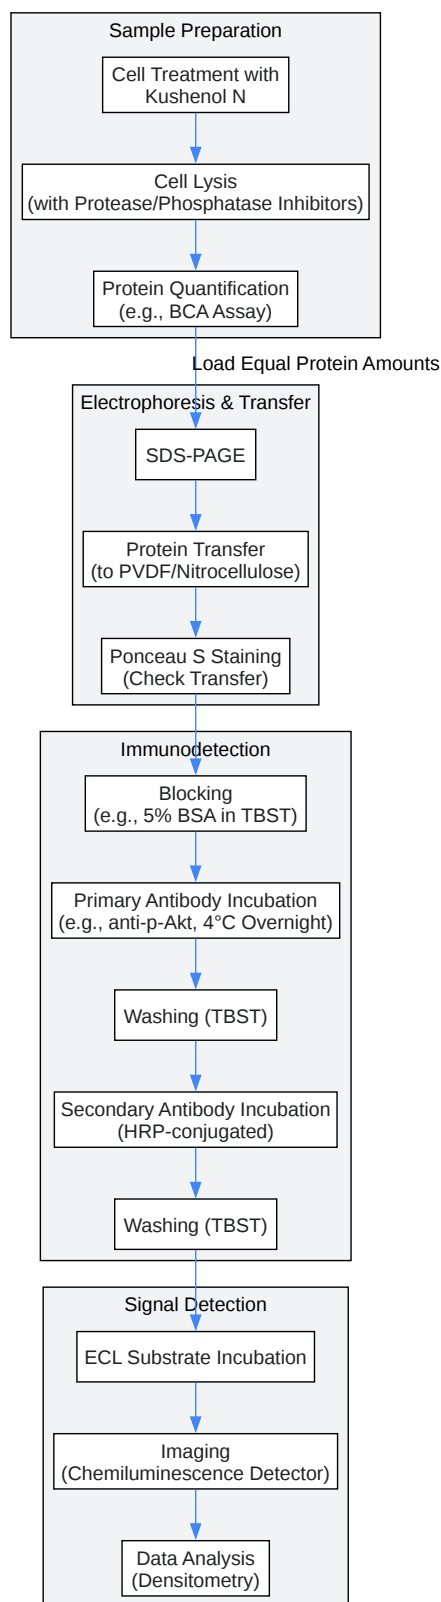 Sample Preparation
Cell Treatment with
Kushenol N
Cell Lysis
(with Protease/Phosphatase Inhibitors)
Protein Quantification
(e.g., BCA Assay)
Load Equal Protein Amounts
Electrophoresis & Transfer
SDS-PAGE
Protein Transfer
(to PVDF/Nitrocellulose)
Ponceau S Staining
(Check Transfer)
Immunodetection
Blocking
(e.g., 5% BSA in TBST)
Primary Antibody Incubation
(e.g., anti-p-Akt, 4°C Overnight)
Washing (TBST)
Secondary Antibody Incubation
(HRP-conjugated)
Washing (TBST)
Signal Detection
ECL Substrate Incubation
Imaging
(Chemiluminescence Detector)
Data Analysis
(Densitometry)